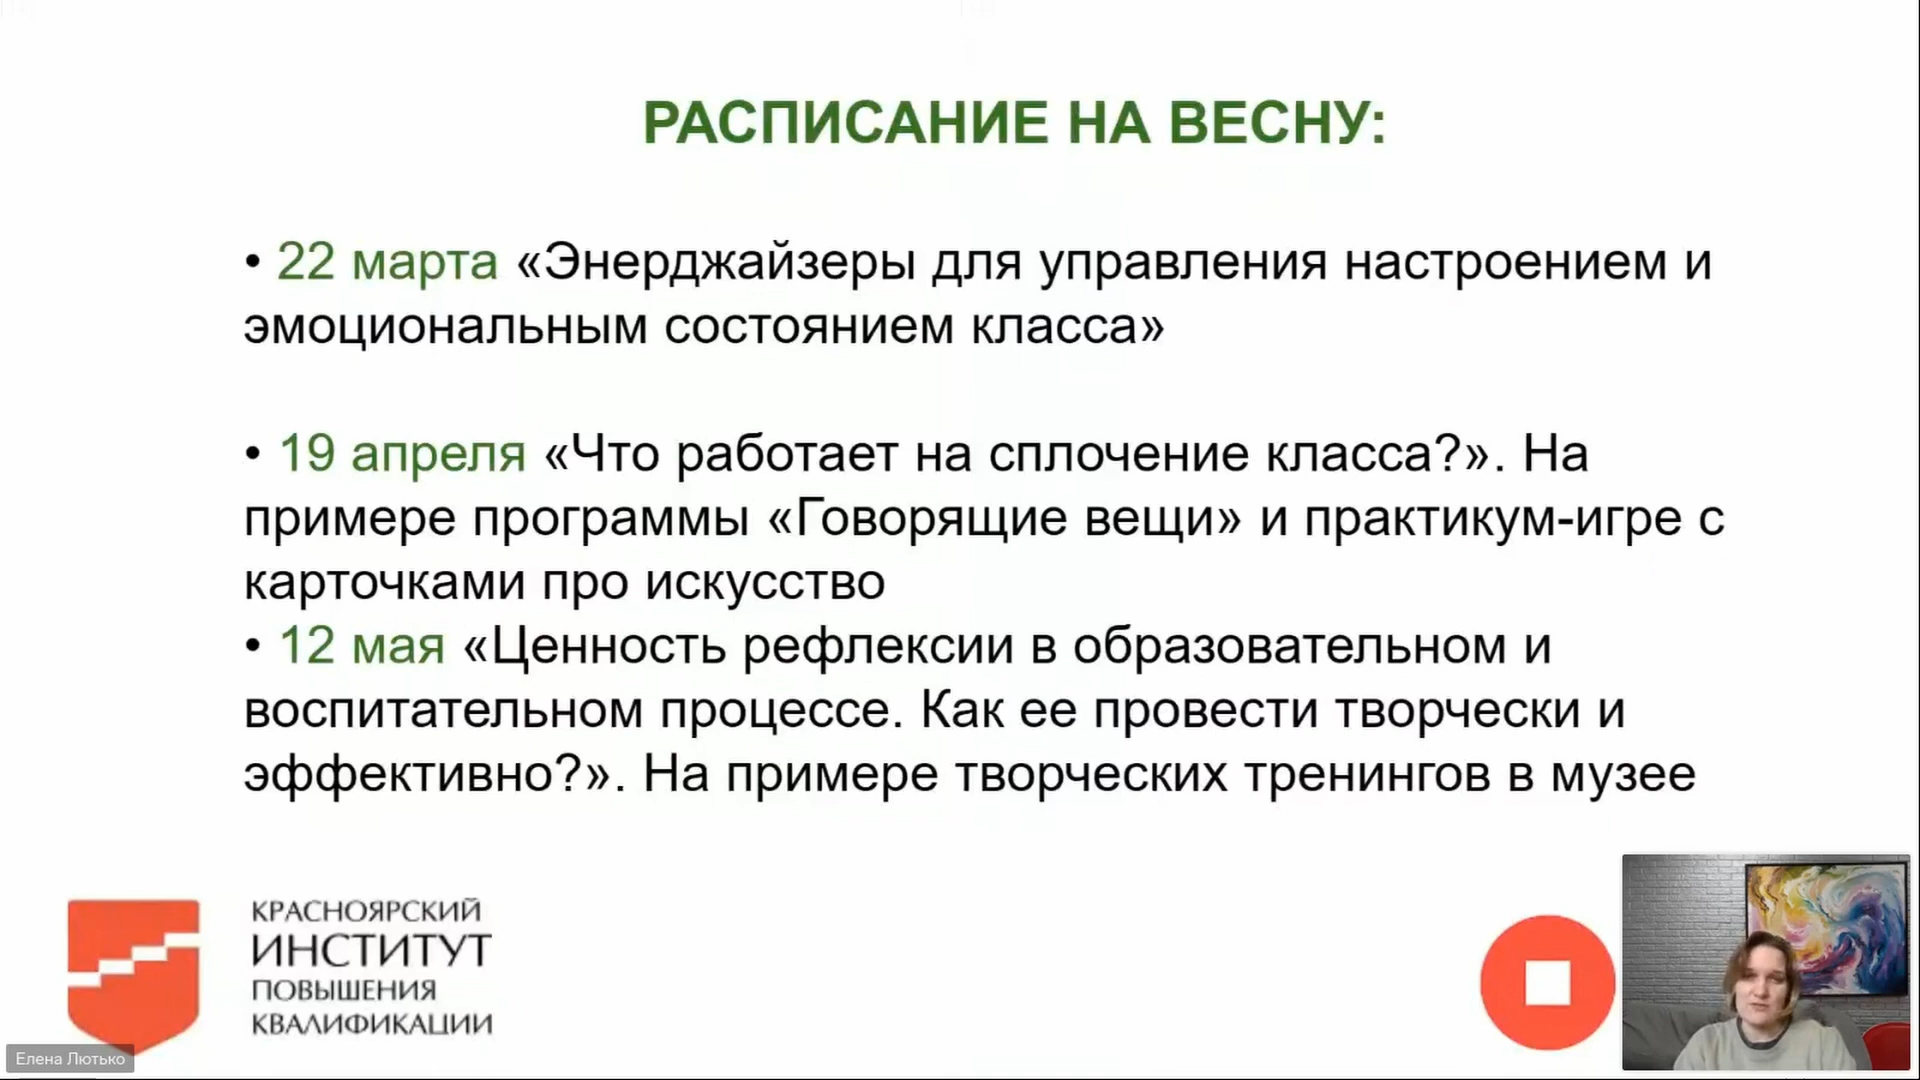 РАСПИСАНИЕ НА ВЕСНУ:
• 22 марта «Энерджайзеры для управления настроением и
эмоциональным состоянием класса»
• 19 апреля «Что работает на сплочение класса?». На
примере программы «Говорящие вещи» и практикум-игре с
карточками про искусство
• 12 мая «Ценность рефлексии в образовательном и
воспитательном процессе. Как ее провести творчески и
эффективно?». На примере творческих тренингов в музее
КРАСНОЯРСКИЙ
ИНСТИТУТ
ПОВЫШЕНИЯ
КВАЛИФИКАЦИИ
Елена Лютько